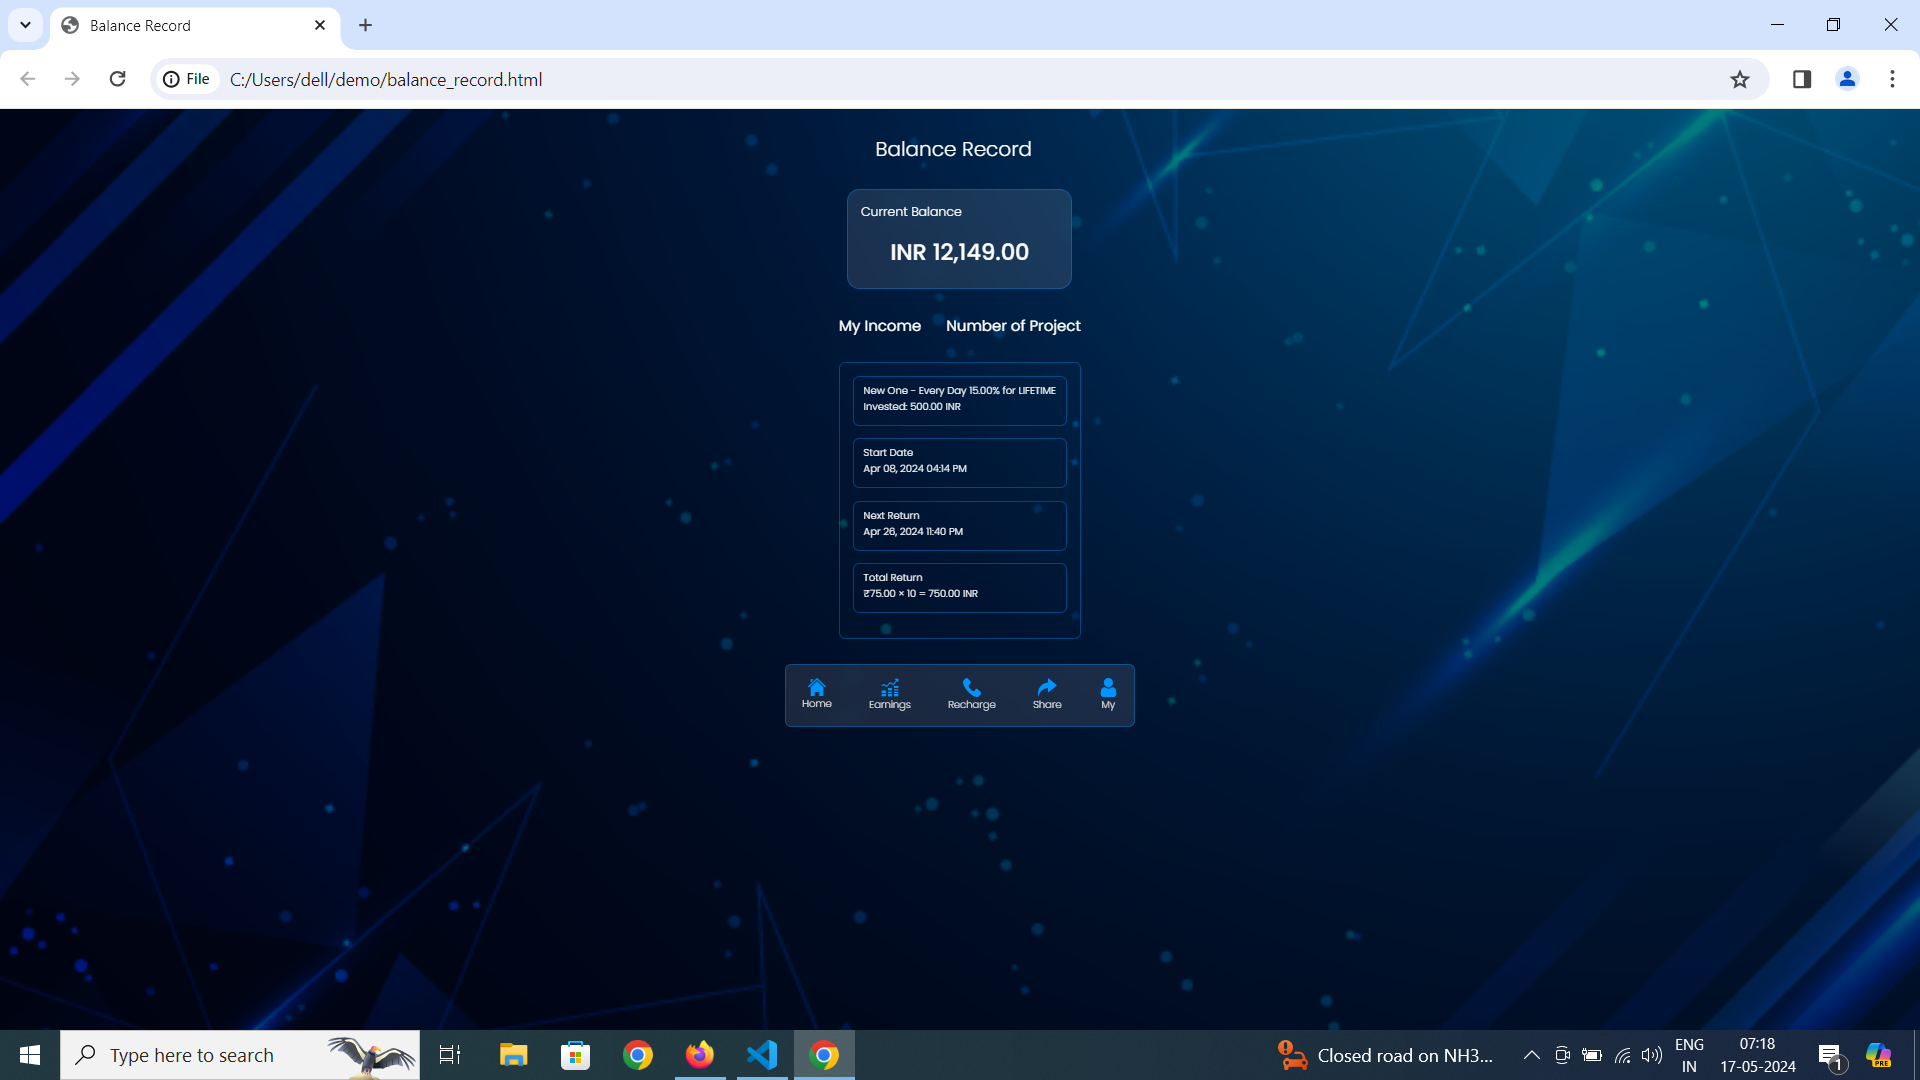 Balance Record
File
C:/Users/dell/demo/balance_record.html
Balance Record
Current Balance
INR 12,149.00
My Income
Number of Project
New One - Every Day 15.00% for LIFETIME
Invested: 500.00 INR
Start Date
Apr 08, 2024 04:14 PM
Next Return
Apr 26, 2024 11:40 PM
Total Return
₹75.00 × 10 = 750.00 INR
Home
Earnings
Recharge
Share
My
Type here to search
Closed road on NH3...
ENG
IN
07:18
17-05-2024
1
PRE